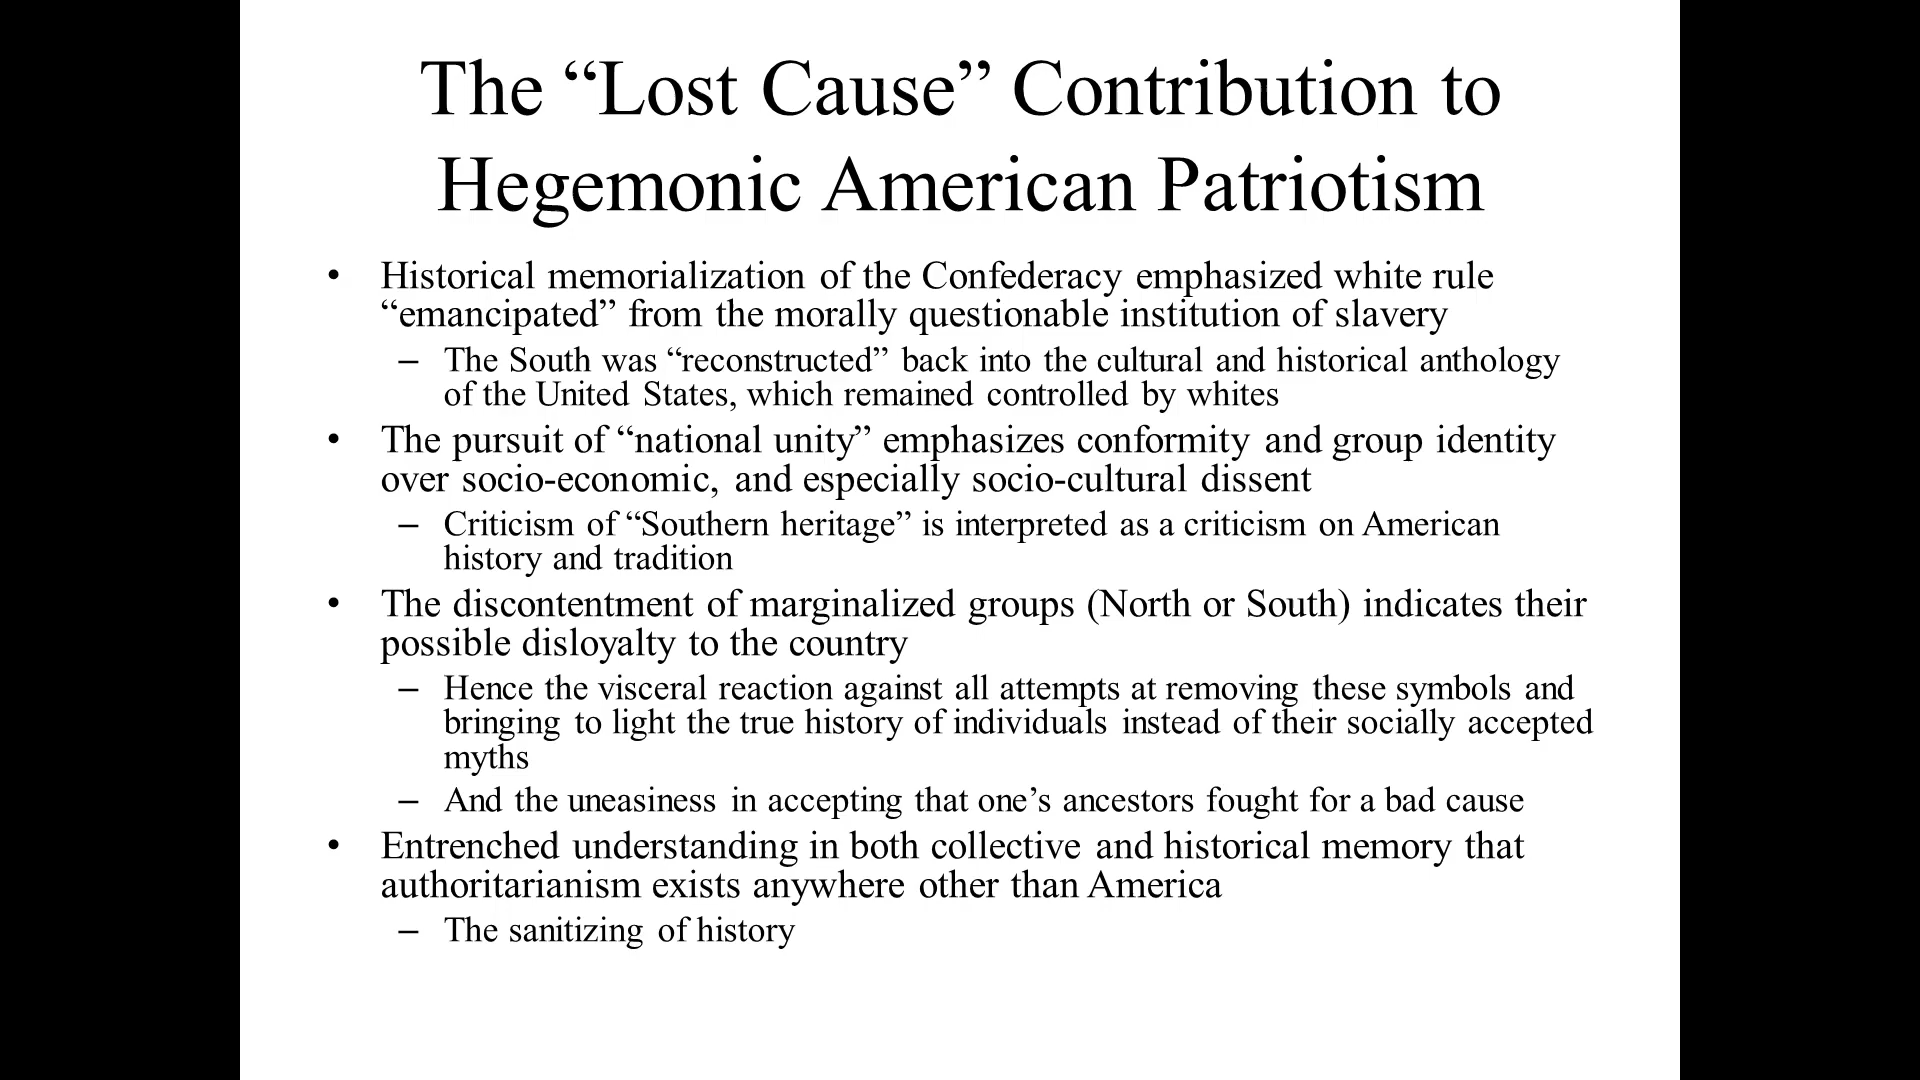 The “Lost Cause” Contribution to
Hegemonic American Patriotism
• Historical memorialization of the Confederacy emphasized white rule
“emancipated” from the morally questionable institution of slavery
– The South was “reconstructed” back into the cultural and historical anthology
of the United States, which remained controlled by whites
• The pursuit of “national unity” emphasizes conformity and group identity
over socio-economic, and especially socio-cultural dissent
– Criticism of “Southern heritage” is interpreted as a criticism on American
history and tradition
• The discontentment of marginalized groups (North or South) indicates their
possible disloyalty to the country
– Hence the visceral reaction against all attempts at removing these symbols and
bringing to light the true history of individuals instead of their socially accepted
myths
– And the uneasiness in accepting that one’s ancestors fought for a bad cause
• Entrenched understanding in both collective and historical memory that
authoritarianism exists anywhere other than America
– The sanitizing of history